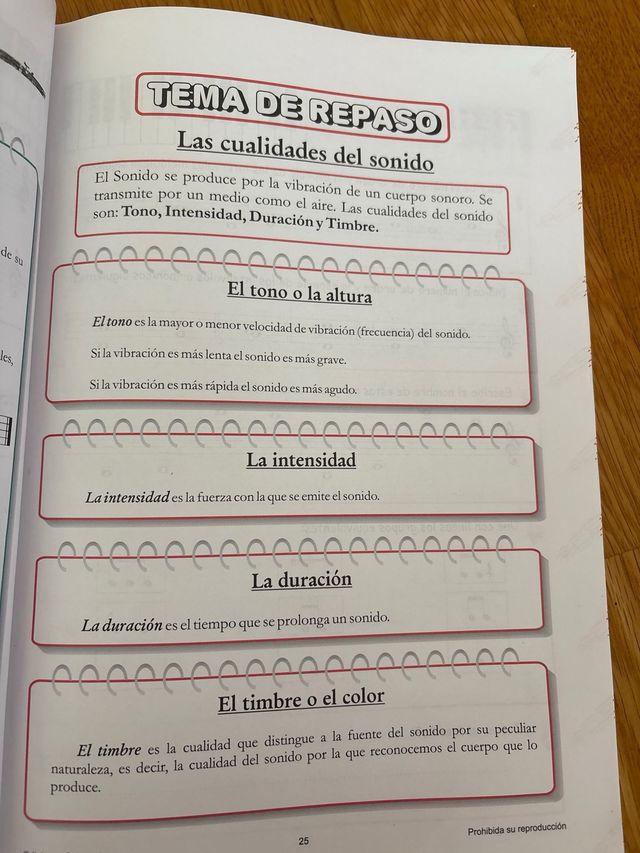 TEMA DE REPASO
Las cualidades del sonido
El Sonido se produce por la vibración de un cuerpo sonoro. Se
transmite por un medio como el aire. Las cualidades del sonido
son: Tono, Intensidad, Duración y Timbre.
El tono o la altura
El tono es la mayor o menor velocidad de vibración (frecuencia) del sonido.
Si la vibración es más lenta el sonido es más grave.
Si la vibración es más rápida el sonido es más agudo.
La intensidad
La intensidad es la fuerza con la que se emite el sonido.
La duración
La duración es el tiempo que se prolonga un sonido.
El timbre o el color
El timbre es la cualidad que distingue a la fuente del sonido por su peculiar
naturaleza, es decir, la cualidad del sonido por la que reconocemos el cuerpo que lo
produce.
25
Prohibida su reproducción
de su
les,